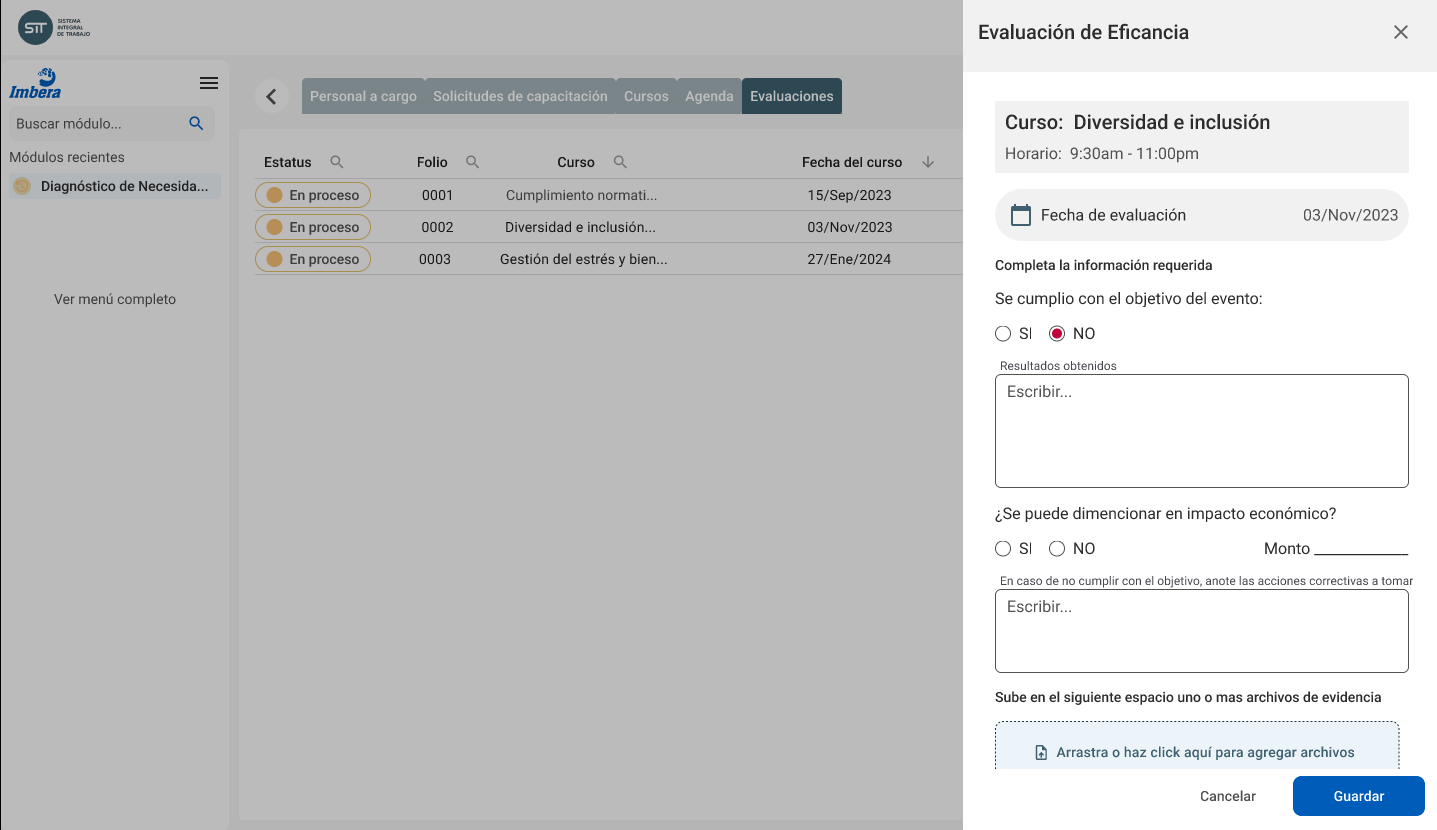 SiT SISTEMA INTEGRAL DE TRABAJO
Imbera
Buscar módulo...
Módulos recientes
Diagnóstico de Necesida...
Ver menú completo
Personal a cargo Solicitudes de capacitación Cursos Agenda Evaluaciones
Estatus Folio Curso Fecha del curso
En proceso 0001 Cumplimiento normati... 15/Sep/2023
En proceso 0002 Diversidad e inclusión... 03/Nov/2023
En proceso 0003 Gestión del estrés y bien... 27/Ene/2024
Evaluación de Eficancia
Curso: Diversidad e inclusión
Horario: 9:30am - 11:00pm
Fecha de evaluación 03/Nov/2023
Completa la información requerida
Se cumplio con el objetivo del evento:
SI NO
Resultados obtenidos
Escribir...
¿Se puede dimencionar en impacto económico?
SI NO Monto ___________
En caso de no cumplir con el objetivo, anote las acciones correctivas a tomar
Escribir...
Sube en el siguiente espacio uno o mas archivos de evidencia
Arrastra o haz click aquí para agregar archivos
Cancelar Guardar